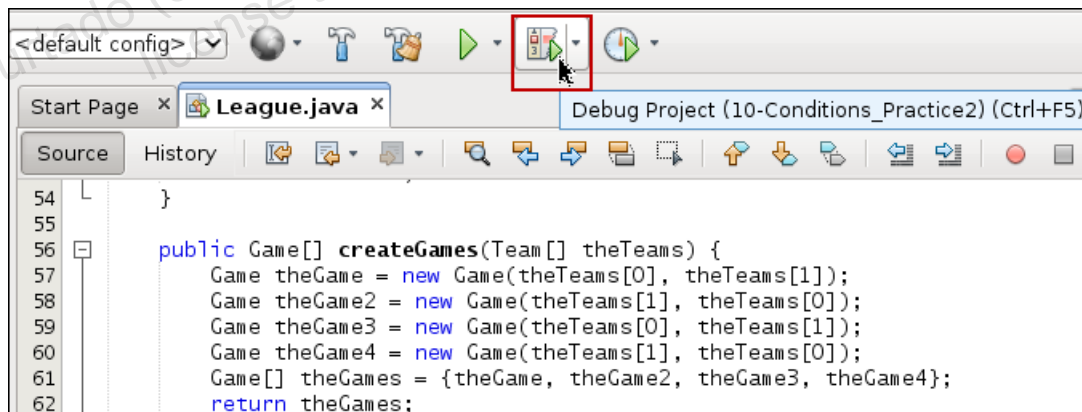 urtado (
license
<default config>
Start Page × League.java ×
Debug Project (10-Conditions_Practice2) (Ctrl+F5)
Source History
54 }
55
56 public Game[] createGames(Team[] theTeams) {
57 Game theGame = new Game(theTeams[0], theTeams[1]);
58 Game theGame2 = new Game(theTeams[1], theTeams[0]);
59 Game theGame3 = new Game(theTeams[0], theTeams[1]);
60 Game theGame4 = new Game(theTeams[1], theTeams[0]);
61 Game[] theGames = {theGame, theGame2, theGame3, theGame4};
62 return theGames;